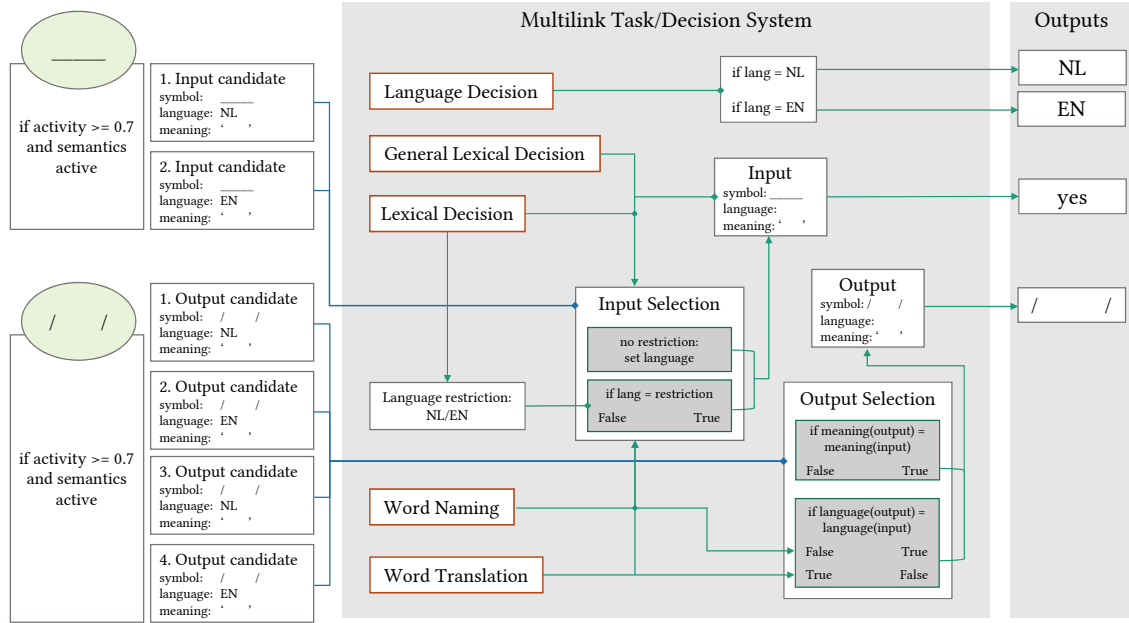 Multilink Task/Decision System
Outputs
_____
if activity >= 0.7
and semantics
active
1. Input candidate
symbol: _____
language: NL
meaning: ‘ ’
2. Input candidate
symbol: _____
language: EN
meaning: ‘ ’
/ /
if activity >= 0.7
and semantics
active
1. Output candidate
symbol: / /
language: NL
meaning: ‘ ’
2. Output candidate
symbol: / /
language: EN
meaning: ‘ ’
3. Output candidate
symbol: / /
language: NL
meaning: ‘ ’
4. Output candidate
symbol: / /
language: EN
meaning: ‘ ’
Language Decision
if lang = NL
if lang = EN
General Lexical Decision
Lexical Decision
Input
symbol: _____
language:
meaning: ‘ ’
Input Selection
no restriction:
set language
if lang = restriction
False True
Language restriction:
NL/EN
Output
symbol: / /
language:
meaning: ‘ ’
Output Selection
if meaning(output) =
meaning(input)
False True
if language(output) =
language(input)
False True
True False
Word Naming
Word Translation
NL
EN
yes
/ /